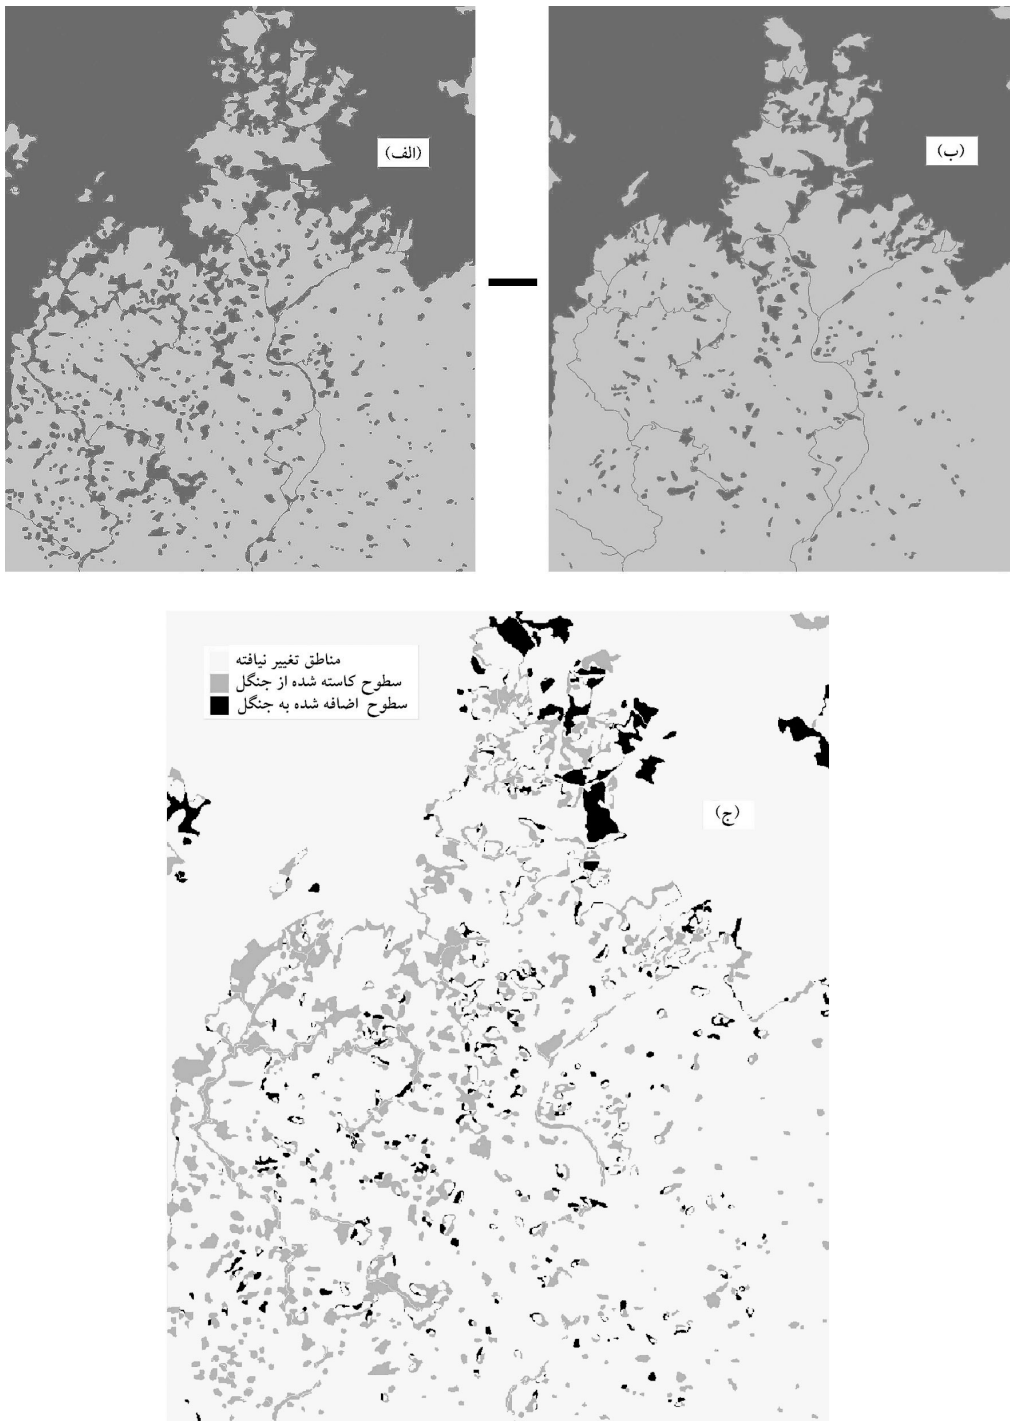 (الف)
(ب)
مناطق تغییر نیافته
سطوح کاسته شده از جنگل
سطوح اضافه شده به جنگل
(ج)